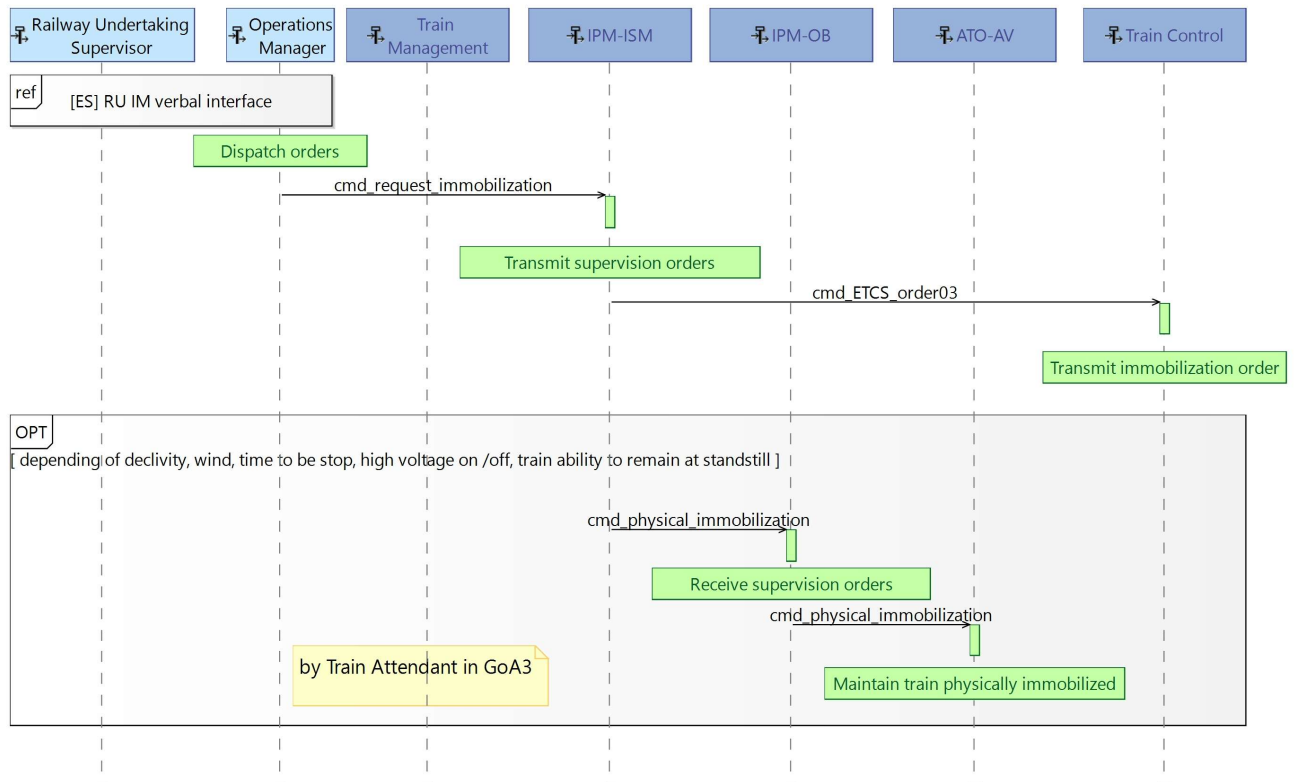 Railway Undertaking
Supervisor
Operations
Manager
Train
Management
IPM-ISM
IPM-OB
ATO-AV
Train Control
ref
[ES] RU IM verbal interface
Dispatch orders
cmd_request_immobilization
Transmit supervision orders
cmd_ETCS_order03
Transmit immobilization order
OPT
[ depending of declivity, wind, time to be stop, high voltage on /off, train ability to remain at standstill ]
cmd_physical_immobilization
Receive supervision orders
cmd_physical_immobilization
by Train Attendant in GoA3
Maintain train physically immobilized